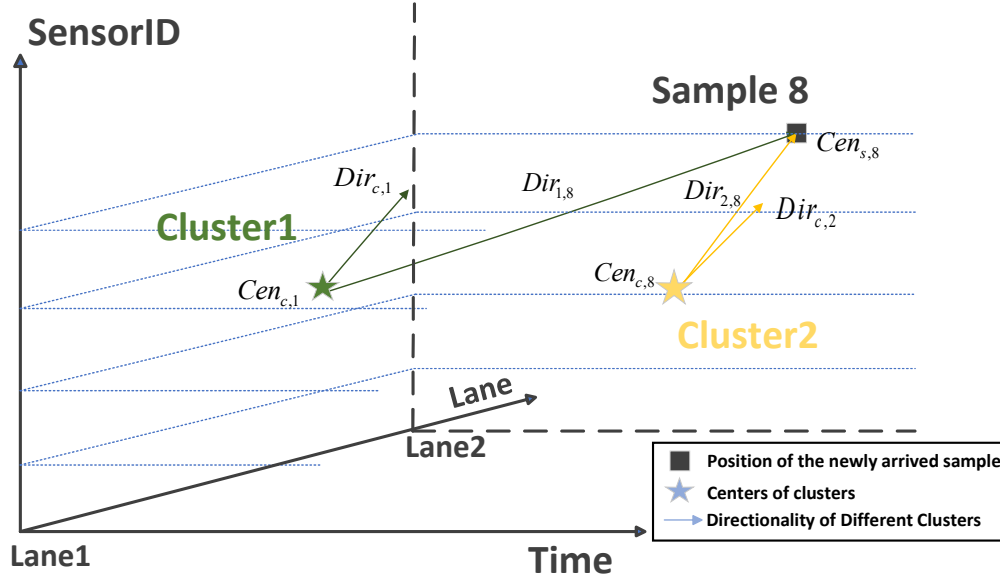 SensorID
Sample 8
Cen_{s,8}
Dir_{c,1}
Dir_{1,8}
Dir_{2,8}
Dir_{c,2}
Cluster1
Cen_{c,1}
Cen_{c,8}
Cluster2
Lane
Lane2
Position of the newly arrived sample
Centers of clusters
Directionality of Different Clusters
Lane1
Time